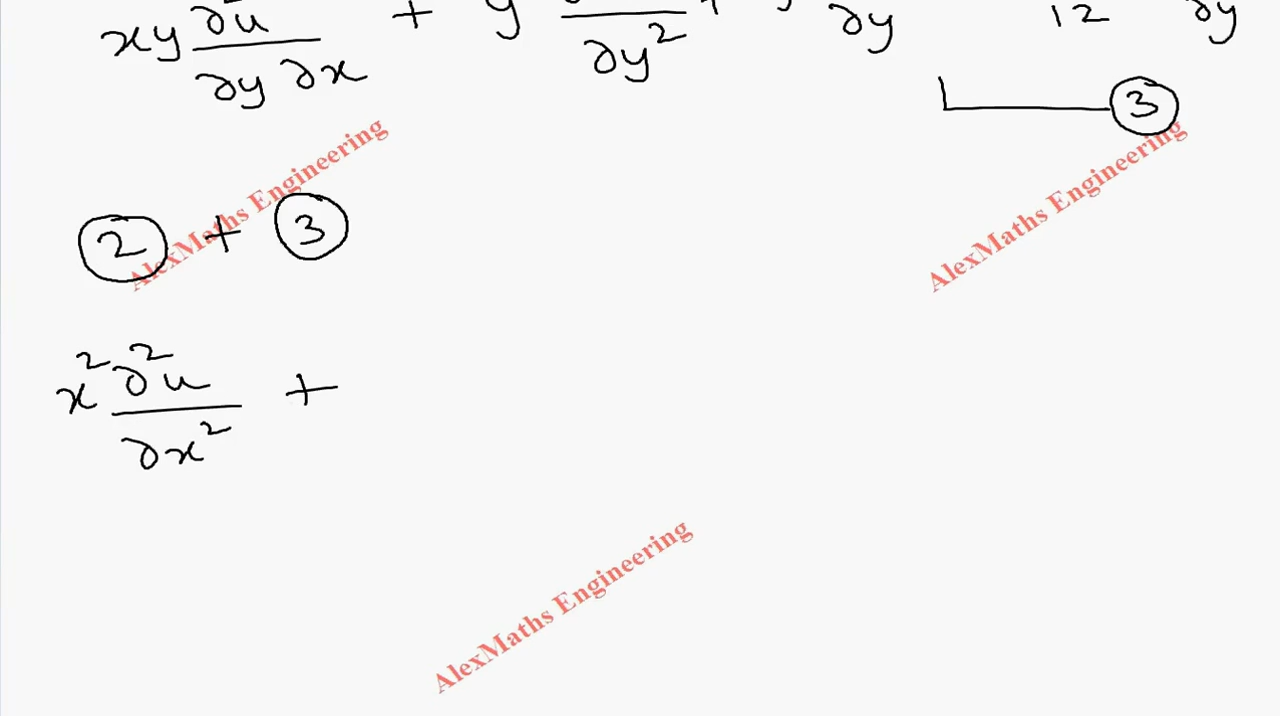 xy ∂²u/∂y ∂x + y ∂y² + ∂y 12 ∂y
3
AlexMaths Engineering
AlexMaths Engineering
2 + 3
x² ∂²u/∂x² +
AlexMaths Engineering